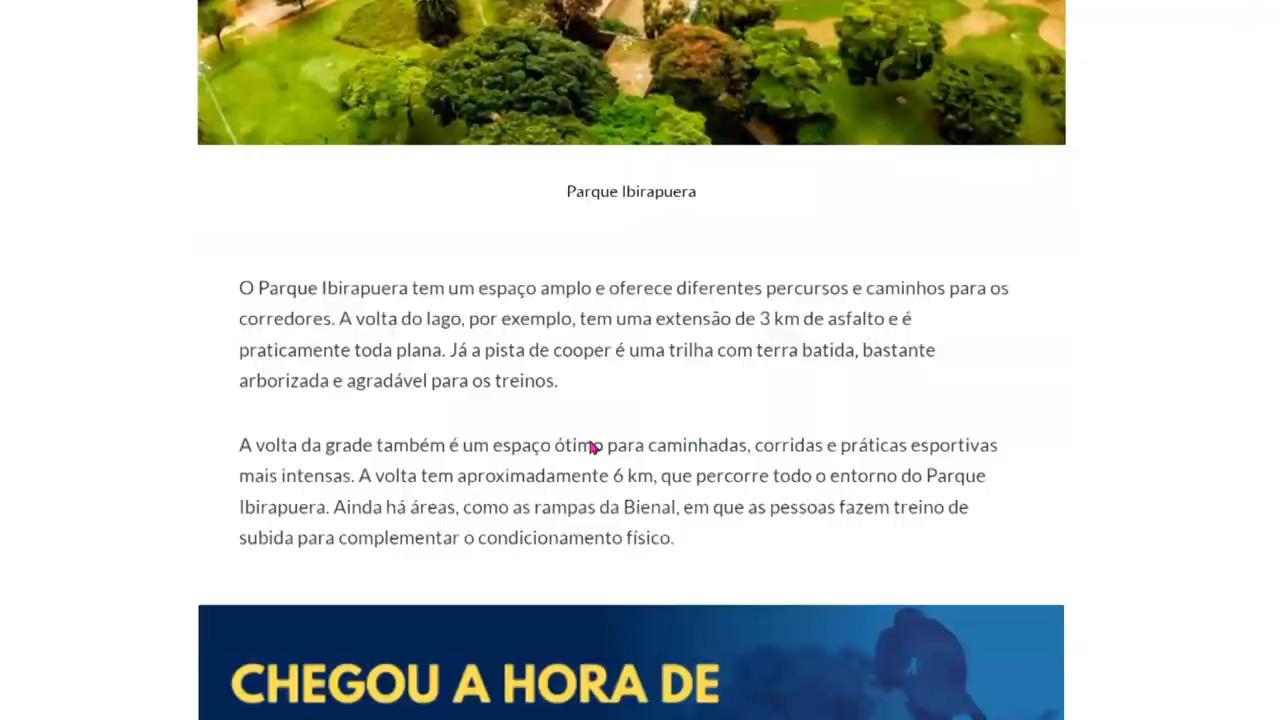 Parque Ibirapuera
O Parque Ibirapuera tem um espaço amplo e oferece diferentes percursos e caminhos para os
corredores. A volta do lago, por exemplo, tem uma extensão de 3 km de asfalto e é
praticamente toda plana. Já a pista de cooper é uma trilha com terra batida, bastante
arborizada e agradável para os treinos.
A volta da grade também é um espaço ótimo para caminhadas, corridas e práticas esportivas
mais intensas. A volta tem aproximadamente 6 km, que percorre todo o entorno do Parque
Ibirapuera. Ainda há áreas, como as rampas da Bienal, em que as pessoas fazem treino de
subida para complementar o condicionamento físico.
CHEGOU A HORA DE